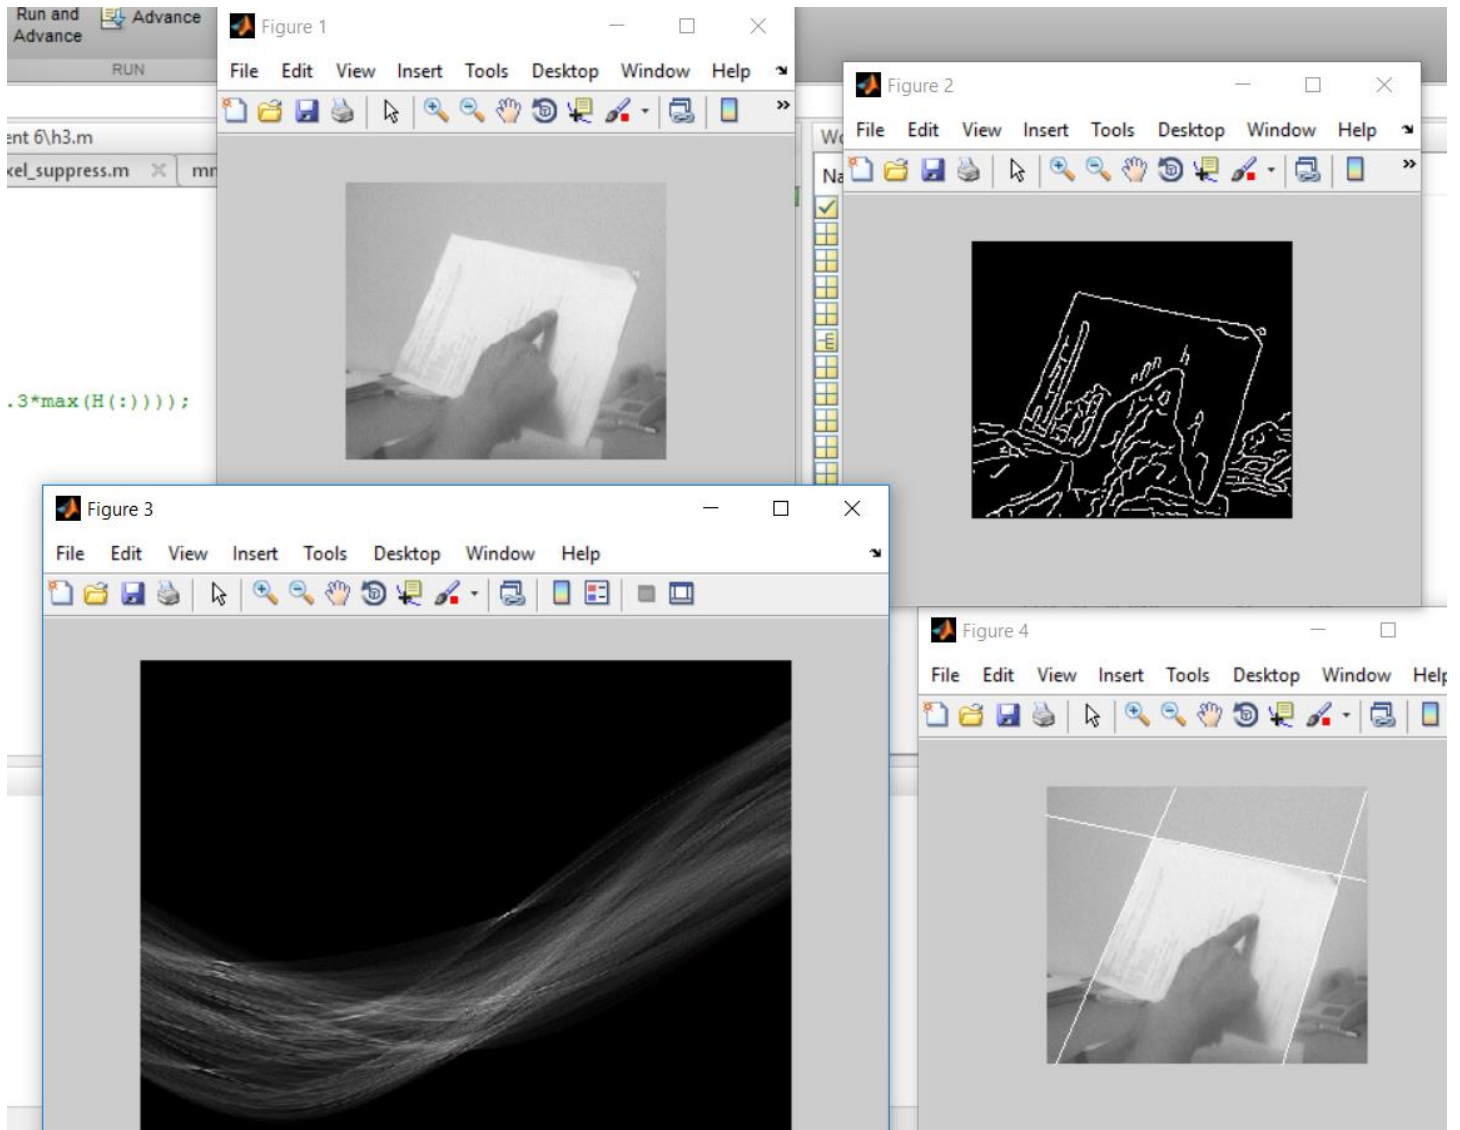 Run and
Advance
Advance
RUN
ent 6\h3.m
xel_suppress.m
.3*max(H(:))));
Figure 1
File Edit View Insert Tools Desktop Window Help
Figure 2
File Edit View Insert Tools Desktop Window Help
Figure 3
File Edit View Insert Tools Desktop Window Help
Figure 4
File Edit View Insert Tools Desktop Window Help